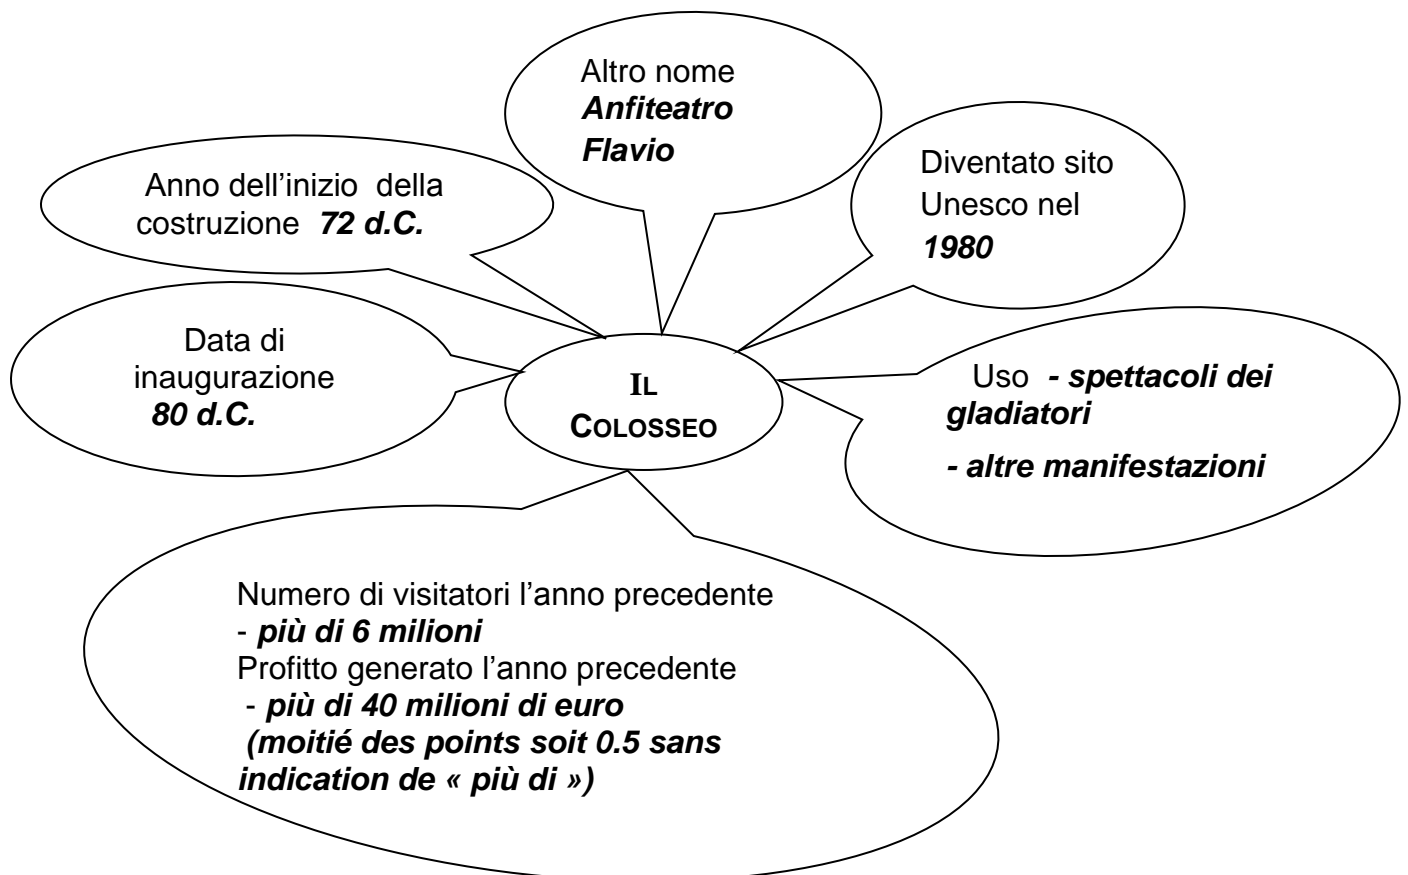 Altro nome
Anfiteatro
Flavio
Diventato sito
Unesco nel
1980
Anno dell’inizio della
costruzione 72 d.C.
Data di
inaugurazione
80 d.C.
IL
COLOSSEO
Uso - spettacoli dei
gladiatori
- altre manifestazioni
Numero di visitatori l’anno precedente
- più di 6 milioni
Profitto generato l’anno precedente
- più di 40 milioni di euro
(moitié des points soit 0.5 sans
indication de « più di »)